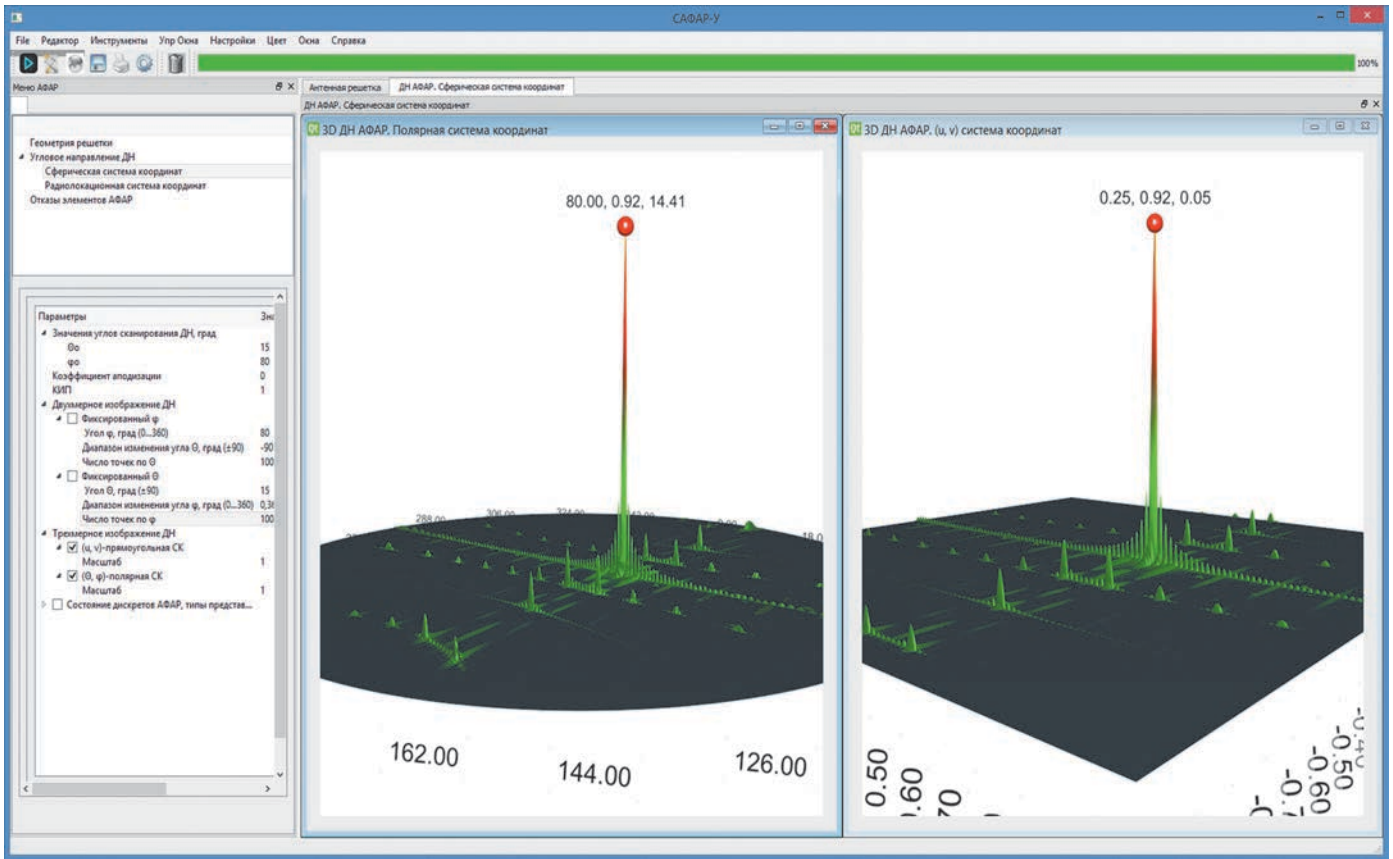 САФАР-У
File Редактор Инструменты Упр Окна Настройки Цвет Окна Справка
100%
Меню АФАР
Геометрия решетки
Угловое направление ДН
Сферическая система координат
Радиолокационная система координат
Отказы элементов АФАР
Параметры
Значения углов сканирования ДН, град
Θo 15
φo 80
Коэффициент аподизации 0
КИП 1
Двухмерное изображение ДН
Фиксированный φ
Угол φ, град (0...360) 80
Диапазон изменения угла Θ, град (±90) -90
Число точек по Θ 100
Фиксированный Θ
Угол Θ, град (±90) 15
Диапазон изменения угла φ, град (0...360)
Число точек по φ 100
Трехмерное изображение ДН
(u, v)-прямоугольная СК
Масштаб 1
(Θ, φ)-полярная СК
Масштаб 1
Состояние дискретов АФАР, типы представ...
Антенная решетка ДН АФАР. Сферическая система координат
ДН АФАР. Сферическая система координат
3D ДН АФАР. Полярная система координат
80.00, 0.92, 14.41
288.00 306.00 324.00
162.00 144.00 126.00
3D ДН АФАР. (u, v) система координат
0.25, 0.92, 0.05
0.50
-0.50
-0.60